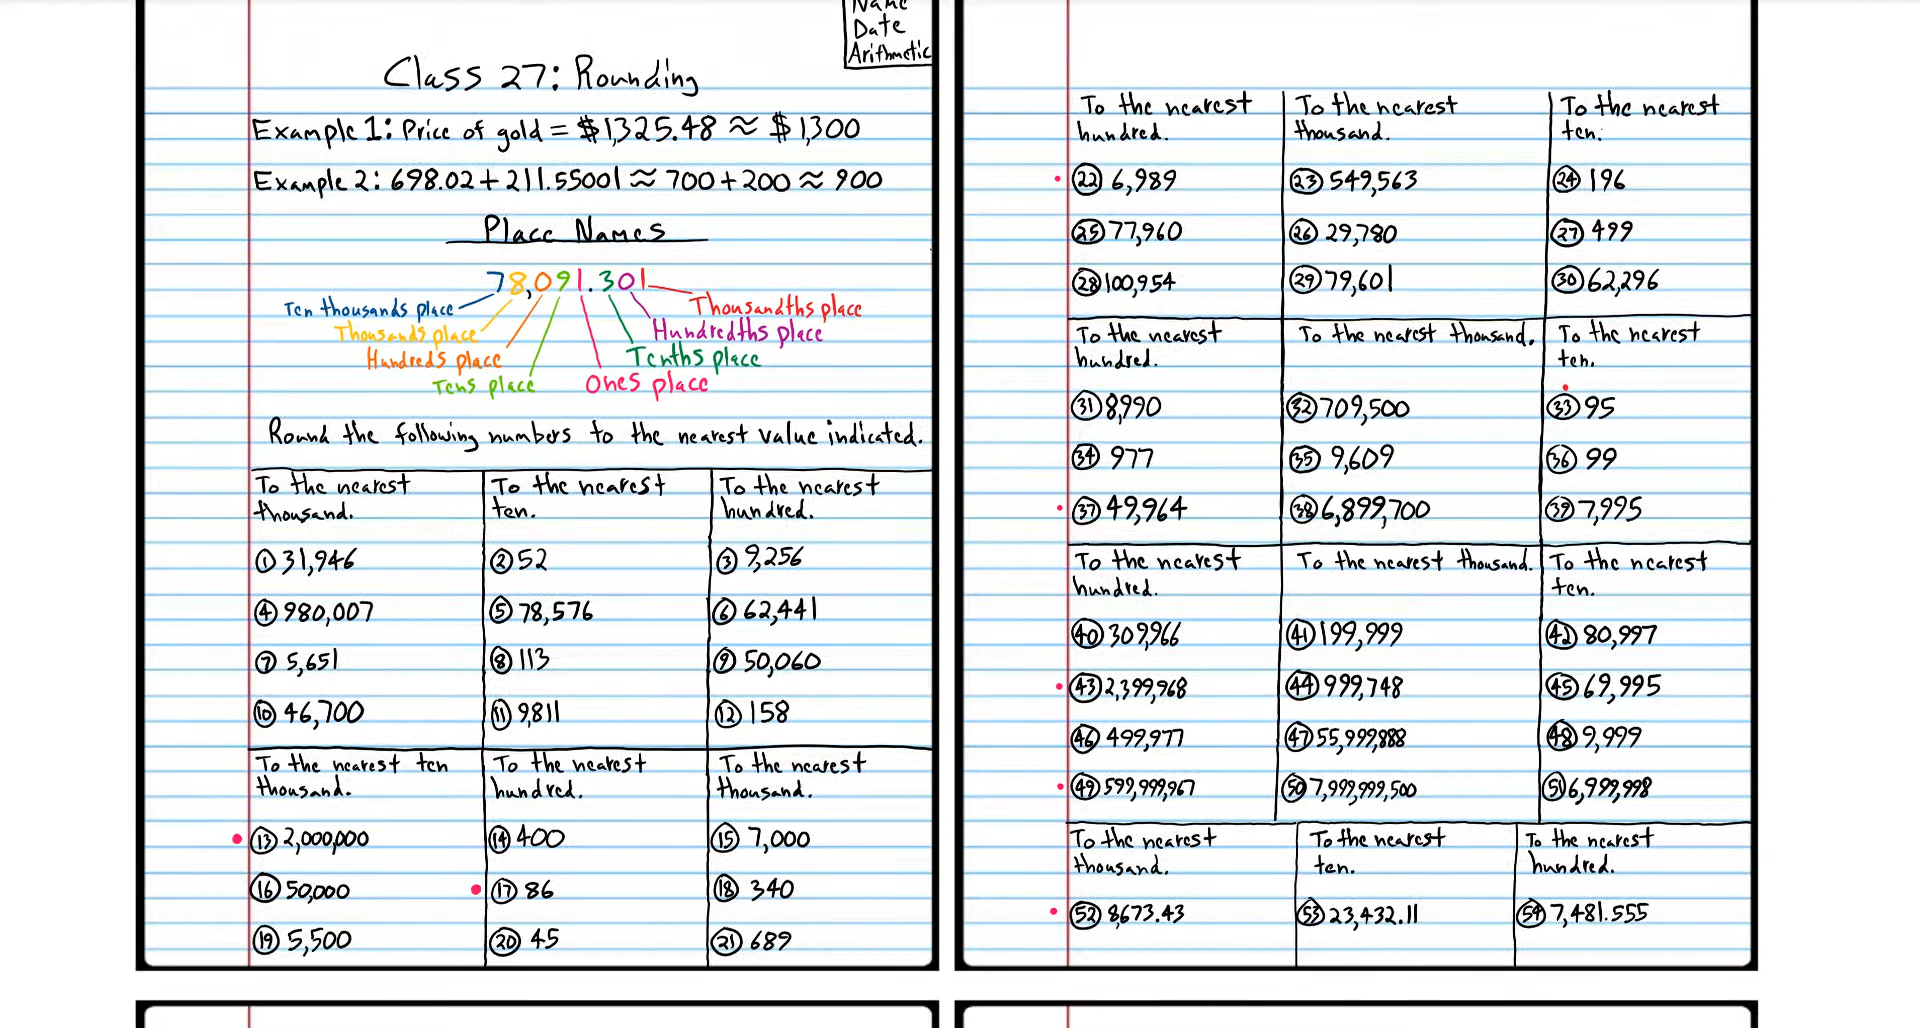 Name
Date
Arithmetic
Class 27: Rounding
Example 1: Price of gold = $1,325.48 ≈ $1,300
Example 2: 698.02 + 211.55001 ≈ 700 + 200 ≈ 900
Place Names
78,091.301
Ten thousands place
Thousands place
Hundreds place
Tens place
Ones place
Tenths place
Hundredths place
Thousandths place
Round the following numbers to the nearest value indicated.
To the nearest thousand.
To the nearest ten.
To the nearest hundred.
① 31,946
② 52
③ 9,256
④ 980,007
⑤ 78,576
⑥ 62,441
⑦ 5,651
⑧ 113
⑨ 50,060
⑩ 46,700
⑪ 9,811
⑫ 158
To the nearest ten thousand.
To the nearest hundred.
To the nearest thousand.
⑬ 2,000,000
⑭ 400
⑮ 7,000
⑯ 50,000
⑰ 86
⑱ 340
⑲ 5,500
⑳ 45
㉑ 689
To the nearest hundred.
To the nearest thousand.
To the nearest ten.
㉒ 6,989
㉓ 549,563
㉔ 196
㉕ 77,960
㉖ 29,780
㉗ 499
㉘ 100,954
㉙ 79,601
㉚ 62,296
To the nearest hundred.
To the nearest thousand.
To the nearest ten.
㉛ 8,990
㉜ 709,500
㉝ 95
㉞ 977
㉟ 9,609
㊱ 99
㊲ 49,964
㊳ 6,899,700
㊴ 7,995
To the nearest hundred.
To the nearest thousand.
To the nearest ten.
㊵ 309,966
㊶ 199,999
㊷ 80,997
㊸ 2,399,968
㊹ 999,748
㊺ 69,995
㊻ 499,977
㊼ 55,999,888
㊽ 9,999
㊾ 599,999,967
㊿ 7,999,999,500
51 6,999,998
To the nearest thousand.
To the nearest ten.
To the nearest hundred.
52 8673.43
53 23,432.11
54 7,481.555